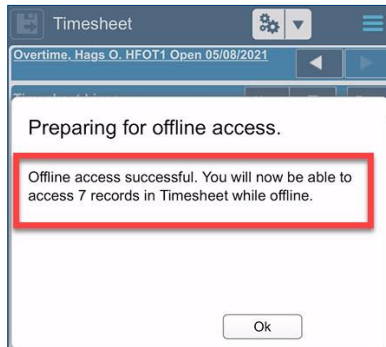 Timesheet
Overtime, Hags O. HFOT1 Open 05/08/2021
Preparing for offline access.
Offline access successful. You will now be able to
access 7 records in Timesheet while offline.
Ok